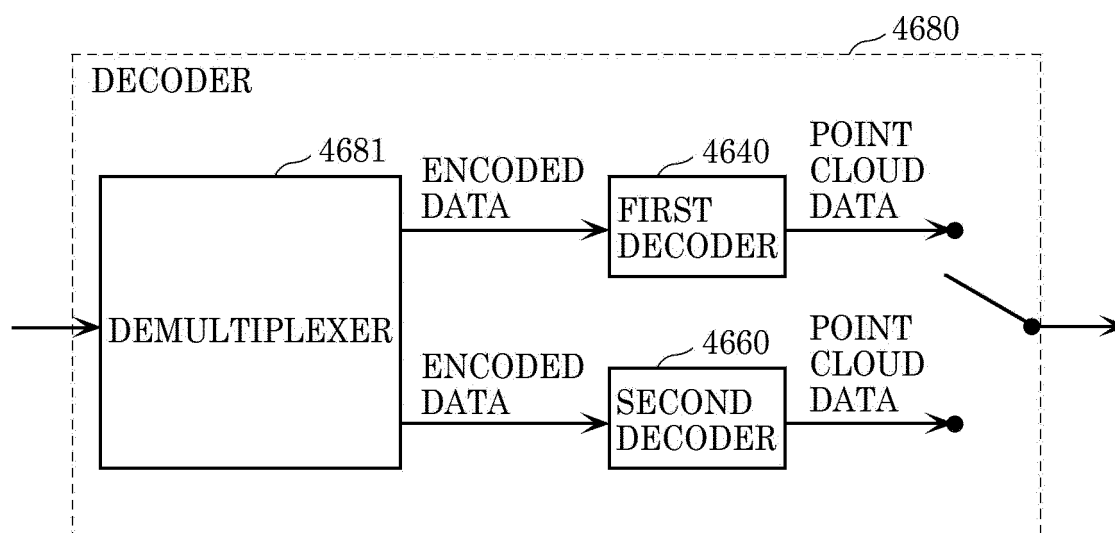 4680
DECODER
4681
ENCODED
DATA
4640
FIRST
DECODER
POINT
CLOUD
DATA
DEMULTIPLEXER
ENCODED
DATA
4660
SECOND
DECODER
POINT
CLOUD
DATA